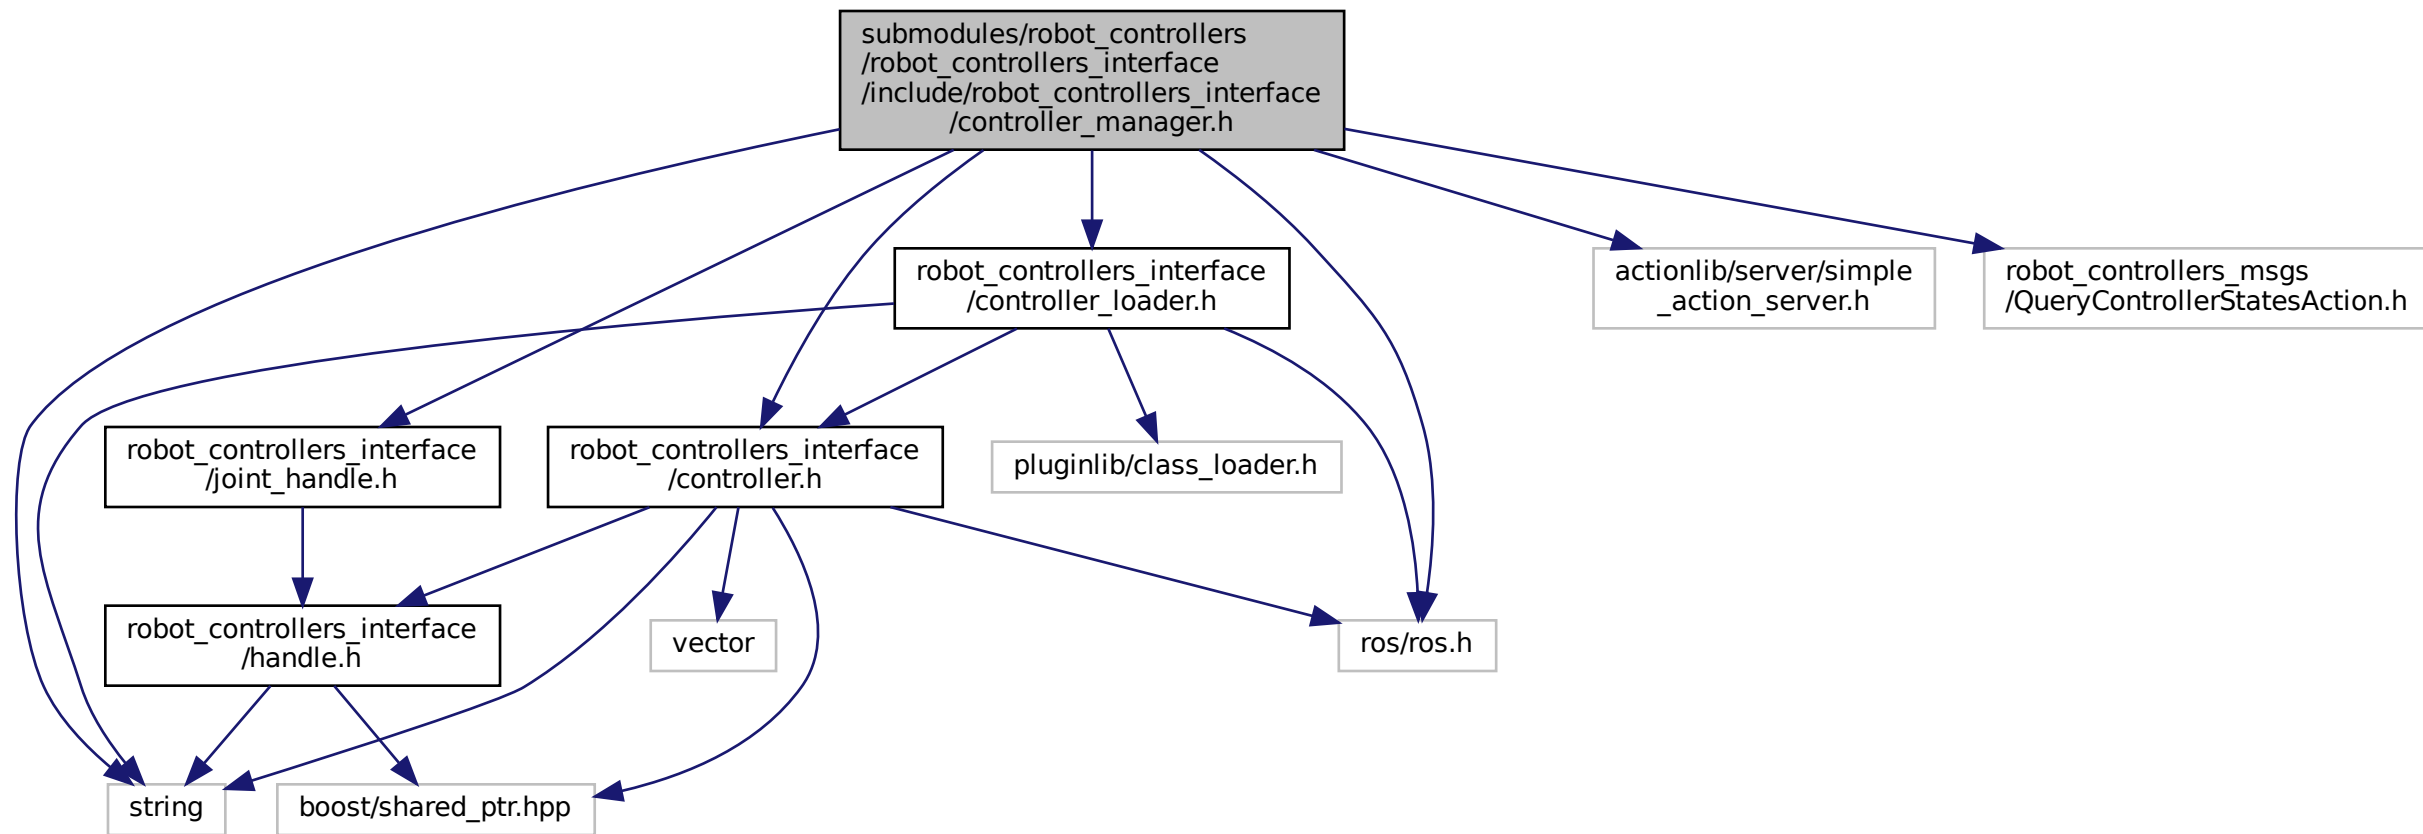 submodules/robot_controllers
/robot_controllers_interface
/include/robot_controllers_interface
/controller_manager.h
robot_controllers_interface
/controller_loader.h
actionlib/server/simple
_action_server.h
robot_controllers_msgs
/QueryControllerStatesAction.h
robot_controllers_interface
/joint_handle.h
robot_controllers_interface
/controller.h
pluginlib/class_loader.h
robot_controllers_interface
/handle.h
vector
ros/ros.h
string
boost/shared_ptr.hpp